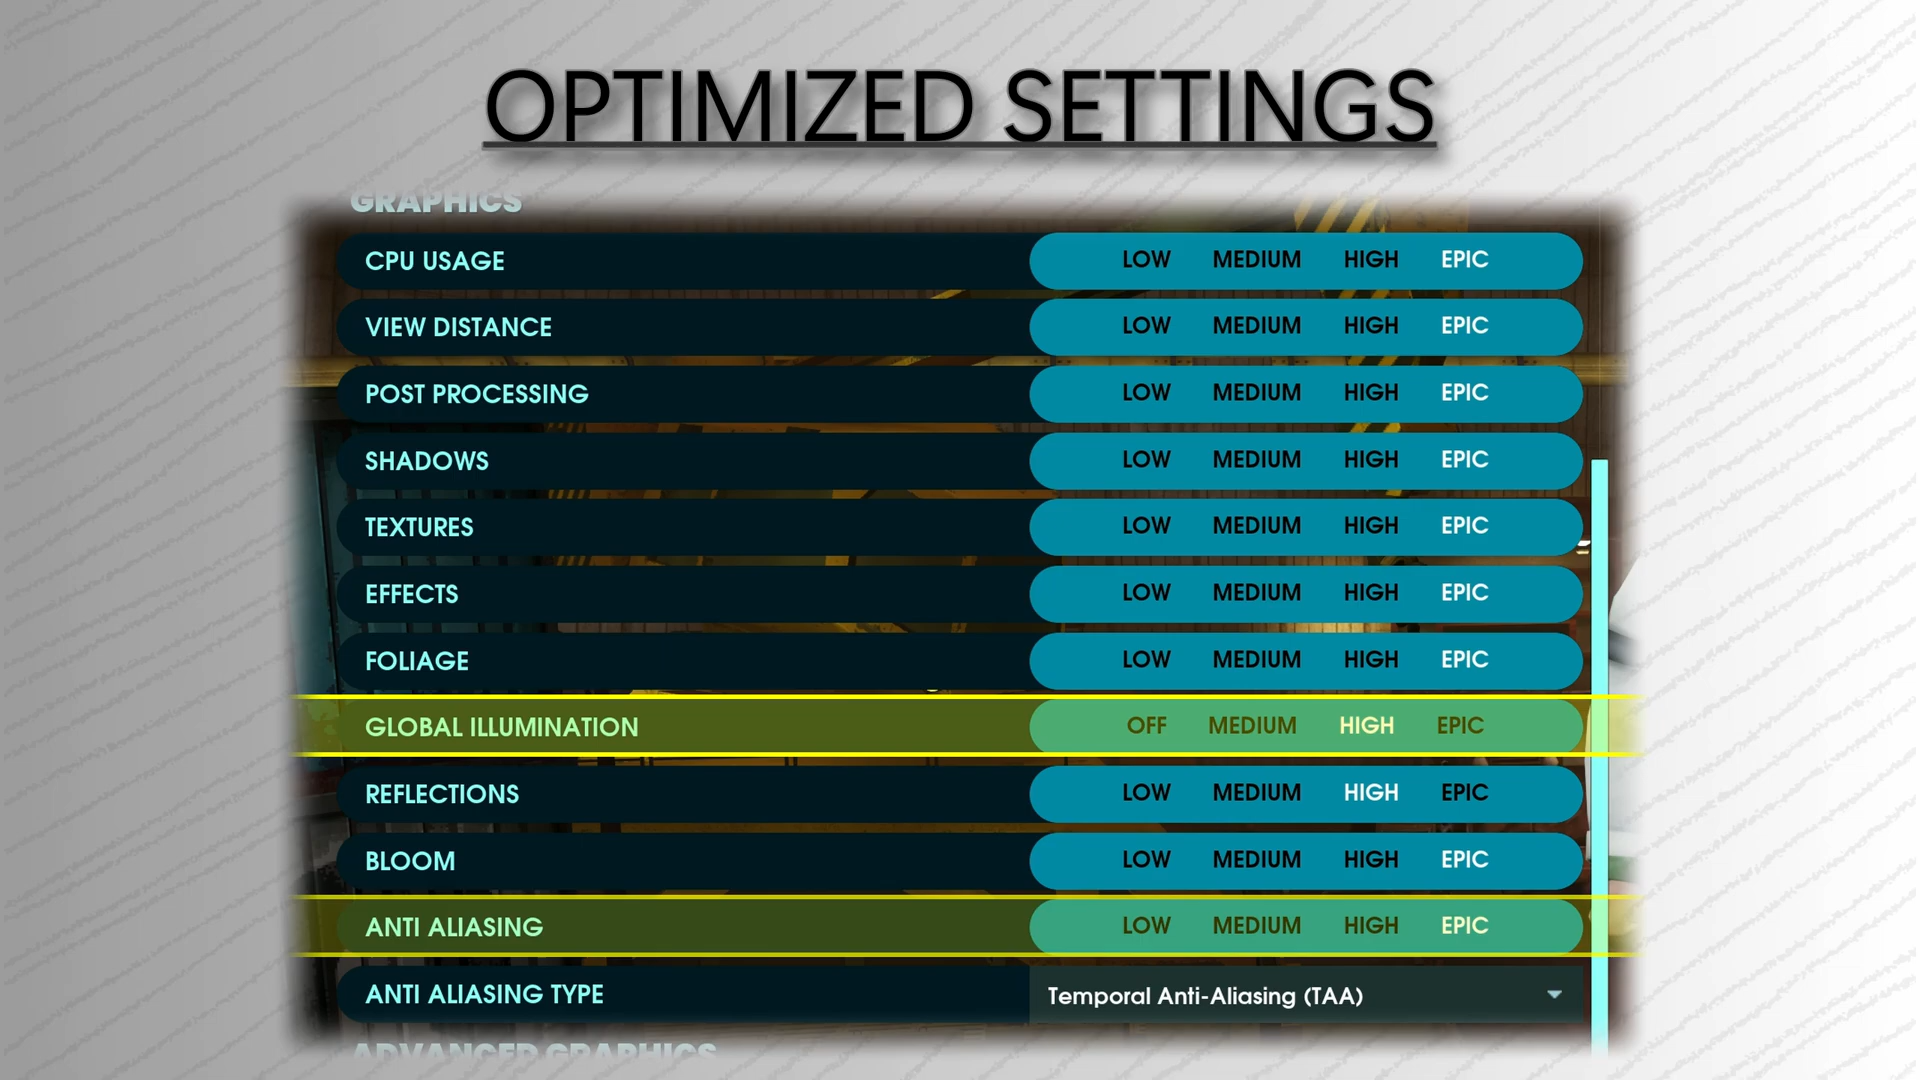 OPTIMIZED SETTINGS
GRAPHICS
CPU USAGE LOW MEDIUM HIGH EPIC
VIEW DISTANCE LOW MEDIUM HIGH EPIC
POST PROCESSING LOW MEDIUM HIGH EPIC
SHADOWS LOW MEDIUM HIGH EPIC
TEXTURES LOW MEDIUM HIGH EPIC
EFFECTS LOW MEDIUM HIGH EPIC
FOLIAGE LOW MEDIUM HIGH EPIC
GLOBAL ILLUMINATION OFF MEDIUM HIGH EPIC
REFLECTIONS LOW MEDIUM HIGH EPIC
BLOOM LOW MEDIUM HIGH EPIC
ANTI ALIASING LOW MEDIUM HIGH EPIC
ANTI ALIASING TYPE Temporal Anti-Aliasing (TAA)
ADVANCED GRAPHICS